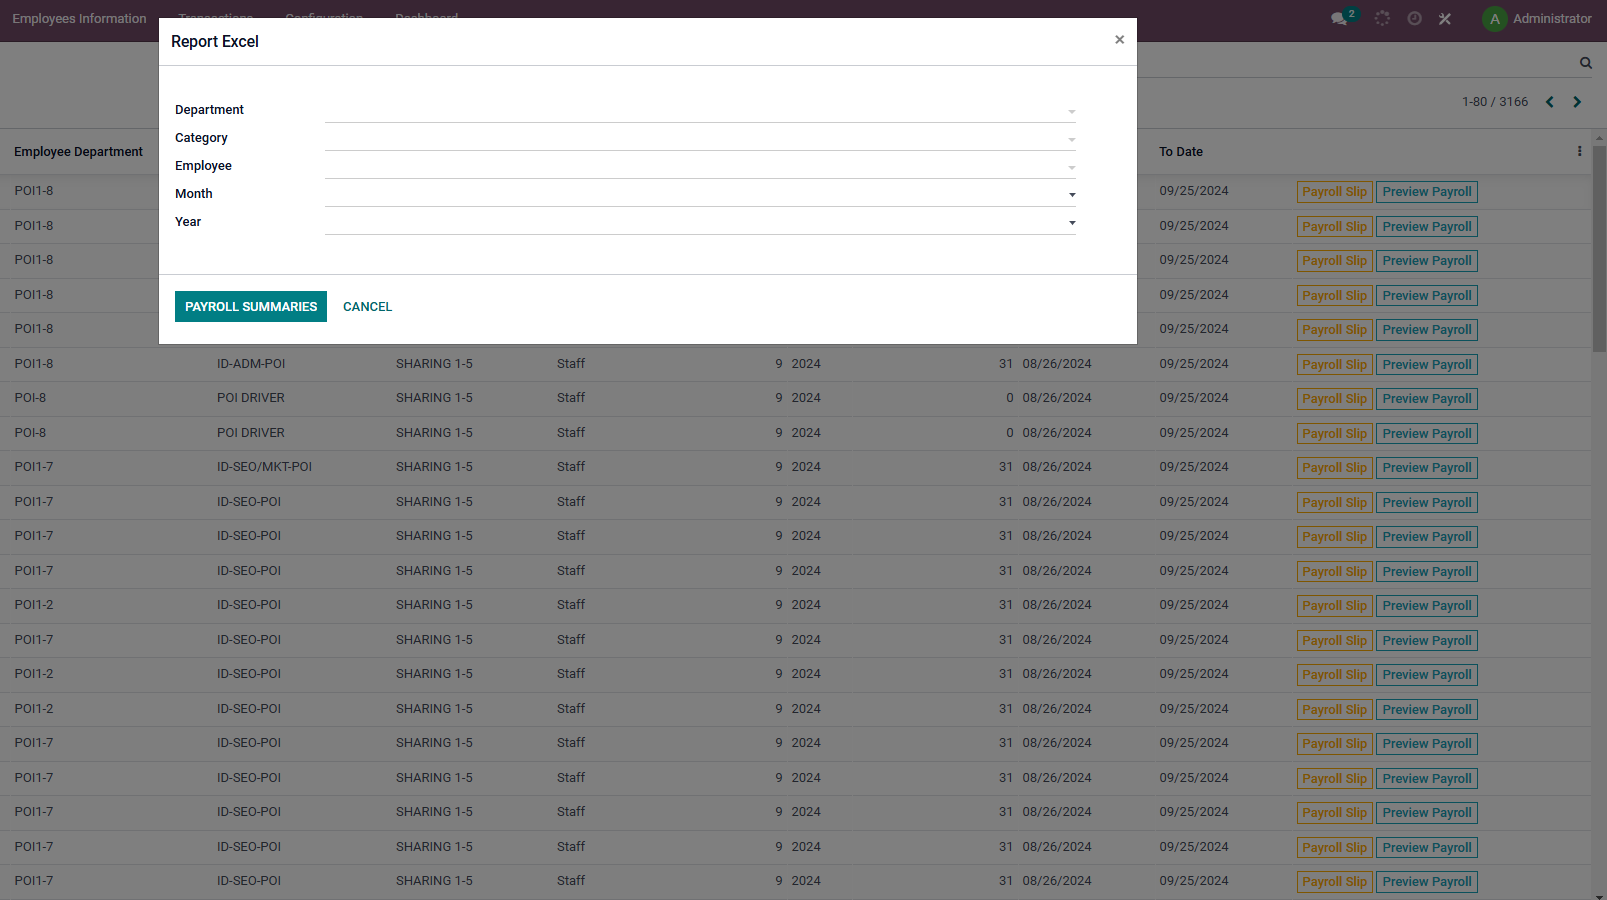 Employees Information Transactions Configuration Dashboard 2 A Administrator
Report Excel ×
Department
Category
Employee
Month
Year
PAYROLL SUMMARIES CANCEL
1-80 / 3166
Employee Department To Date
POI1-8 09/25/2024 Payroll Slip Preview Payroll
POI1-8 09/25/2024 Payroll Slip Preview Payroll
POI1-8 09/25/2024 Payroll Slip Preview Payroll
POI1-8 09/25/2024 Payroll Slip Preview Payroll
POI1-8 09/25/2024 Payroll Slip Preview Payroll
POI1-8 ID-ADM-POI SHARING 1-5 Staff 9 2024 31 08/26/2024 09/25/2024 Payroll Slip Preview Payroll
POI-8 POI DRIVER SHARING 1-5 Staff 9 2024 0 08/26/2024 09/25/2024 Payroll Slip Preview Payroll
POI-8 POI DRIVER SHARING 1-5 Staff 9 2024 0 08/26/2024 09/25/2024 Payroll Slip Preview Payroll
POI1-7 ID-SEO/MKT-POI SHARING 1-5 Staff 9 2024 31 08/26/2024 09/25/2024 Payroll Slip Preview Payroll
POI1-7 ID-SEO-POI SHARING 1-5 Staff 9 2024 31 08/26/2024 09/25/2024 Payroll Slip Preview Payroll
POI1-7 ID-SEO-POI SHARING 1-5 Staff 9 2024 31 08/26/2024 09/25/2024 Payroll Slip Preview Payroll
POI1-7 ID-SEO-POI SHARING 1-5 Staff 9 2024 31 08/26/2024 09/25/2024 Payroll Slip Preview Payroll
POI1-2 ID-SEO-POI SHARING 1-5 Staff 9 2024 31 08/26/2024 09/25/2024 Payroll Slip Preview Payroll
POI1-7 ID-SEO-POI SHARING 1-5 Staff 9 2024 31 08/26/2024 09/25/2024 Payroll Slip Preview Payroll
POI1-2 ID-SEO-POI SHARING 1-5 Staff 9 2024 31 08/26/2024 09/25/2024 Payroll Slip Preview Payroll
POI1-2 ID-SEO-POI SHARING 1-5 Staff 9 2024 31 08/26/2024 09/25/2024 Payroll Slip Preview Payroll
POI1-7 ID-SEO-POI SHARING 1-5 Staff 9 2024 31 08/26/2024 09/25/2024 Payroll Slip Preview Payroll
POI1-7 ID-SEO-POI SHARING 1-5 Staff 9 2024 31 08/26/2024 09/25/2024 Payroll Slip Preview Payroll
POI1-7 ID-SEO-POI SHARING 1-5 Staff 9 2024 31 08/26/2024 09/25/2024 Payroll Slip Preview Payroll
POI1-7 ID-SEO-POI SHARING 1-5 Staff 9 2024 31 08/26/2024 09/25/2024 Payroll Slip Preview Payroll
POI1-7 ID-SEO-POI SHARING 1-5 Staff 9 2024 31 08/26/2024 09/25/2024 Payroll Slip Preview Payroll